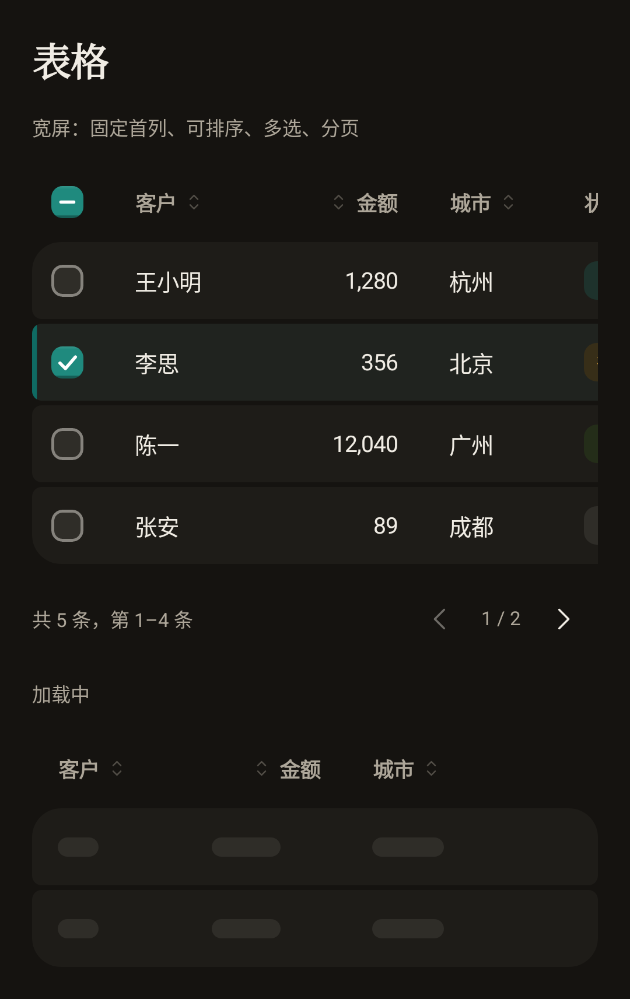 表格
宽屏：固定首列、可排序、多选、分页
客户 金额 城市
王小明 1,280 杭州
李思 356 北京
陈一 12,040 广州
张安 89 成都
共 5 条，第 1–4 条 1 / 2
加载中
客户 金额 城市